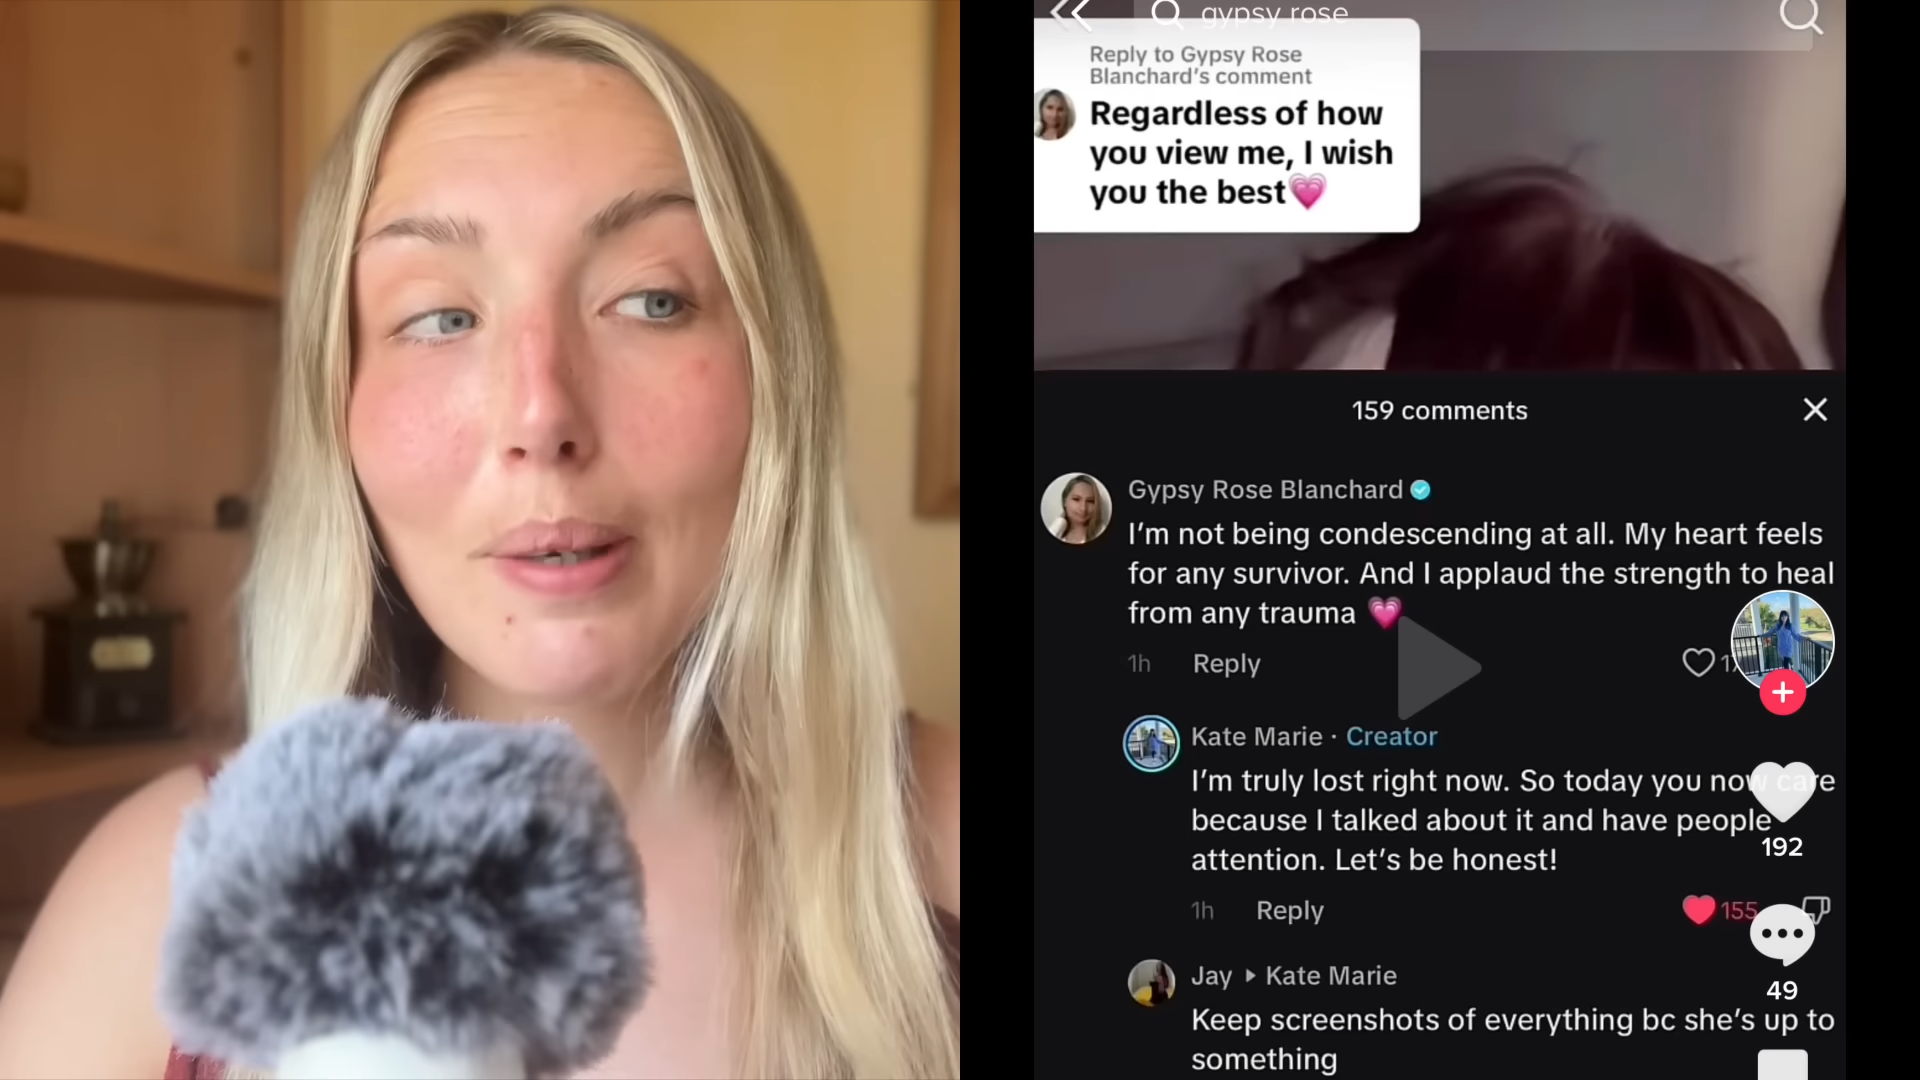 gypsy rose
Reply to Gypsy Rose
Blanchard's comment
Regardless of how
you view me, I wish
you the best💗
159 comments
Gypsy Rose Blanchard
I'm not being condescending at all. My heart feels
for any survivor. And I applaud the strength to heal
from any trauma 💗
1h Reply
Kate Marie · Creator
I'm truly lost right now. So today you now care
because I talked about it and have people
attention. Let's be honest!
192
1h Reply 155
Jay ▸ Kate Marie
49
Keep screenshots of everything bc she's up to
something